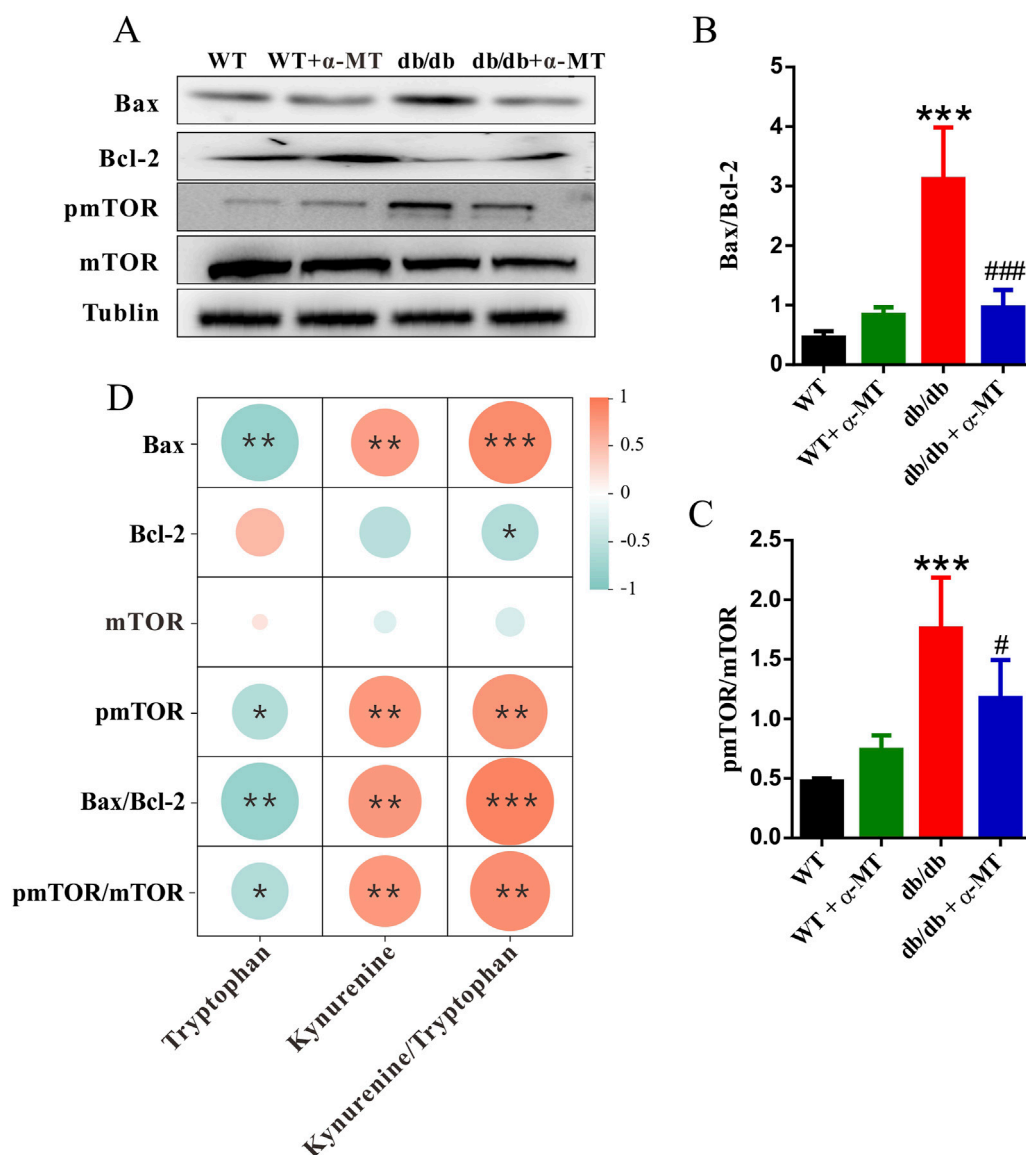 A
WT WT+α-MT db/db db/db+α-MT
Bax
Bcl-2
pmTOR
mTOR
Tublin
B
Bax/Bcl-2
5
4
3
2
1
0
***
###
WT
WT+α-MT
db/db
db/db + α-MT
C
pmTOR/mTOR
2.5
2.0
1.5
1.0
0.5
0.0
***
#
WT
WT + α-MT
db/db
db/db + α-MT
D
Bax ** ** ***
Bcl-2 *
mTOR
pmTOR * ** **
Bax/Bcl-2 ** ** ***
pmTOR/mTOR * ** **
Tryptophan
Kynurenine
Kynurenine/Tryptophan
1
0.5
0
-0.5
-1